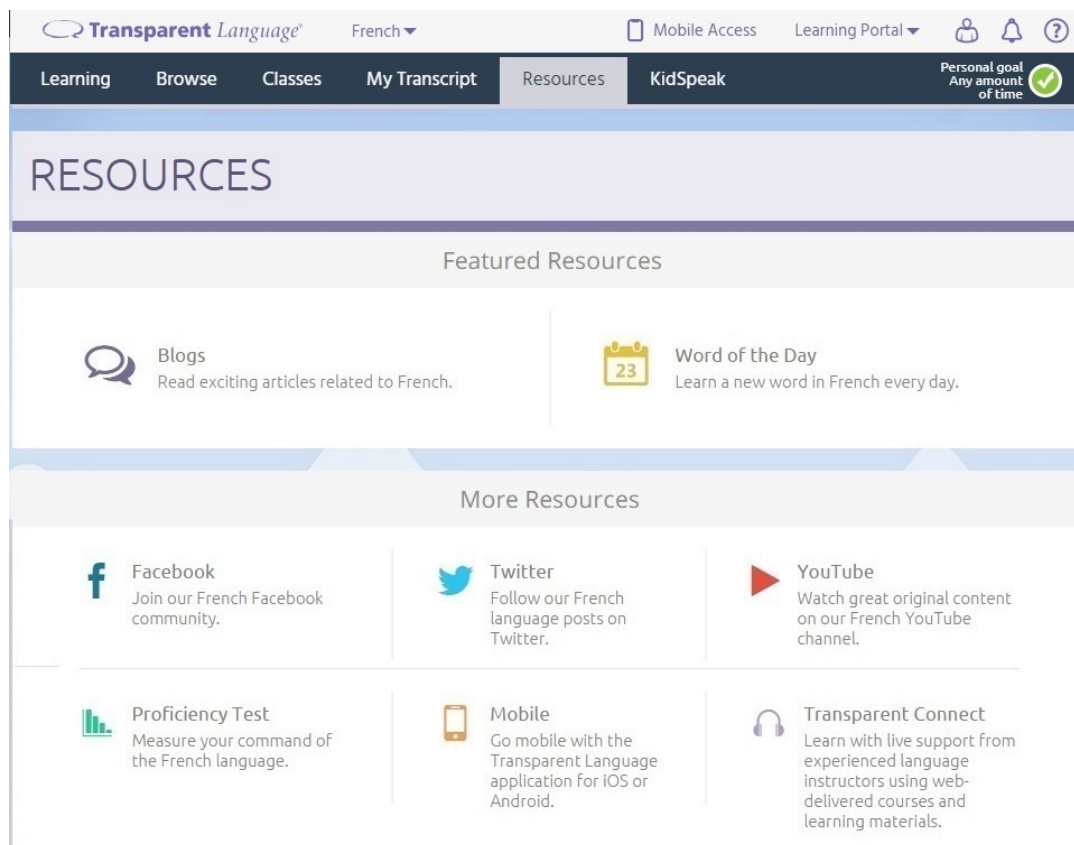 Transparent Language® French Mobile Access Learning Portal
Learning Browse Classes My Transcript Resources KidSpeak
Personal goal
Any amount
of time
RESOURCES
Featured Resources
Blogs
Read exciting articles related to French.
23
Word of the Day
Learn a new word in French every day.
More Resources
Facebook
Join our French Facebook
community.
Twitter
Follow our French
language posts on
Twitter.
YouTube
Watch great original content
on our French YouTube
channel.
Proficiency Test
Measure your command of
the French language.
Mobile
Go mobile with the
Transparent Language
application for iOS or
Android.
Transparent Connect
Learn with live support from
experienced language
instructors using web-
delivered courses and
learning materials.